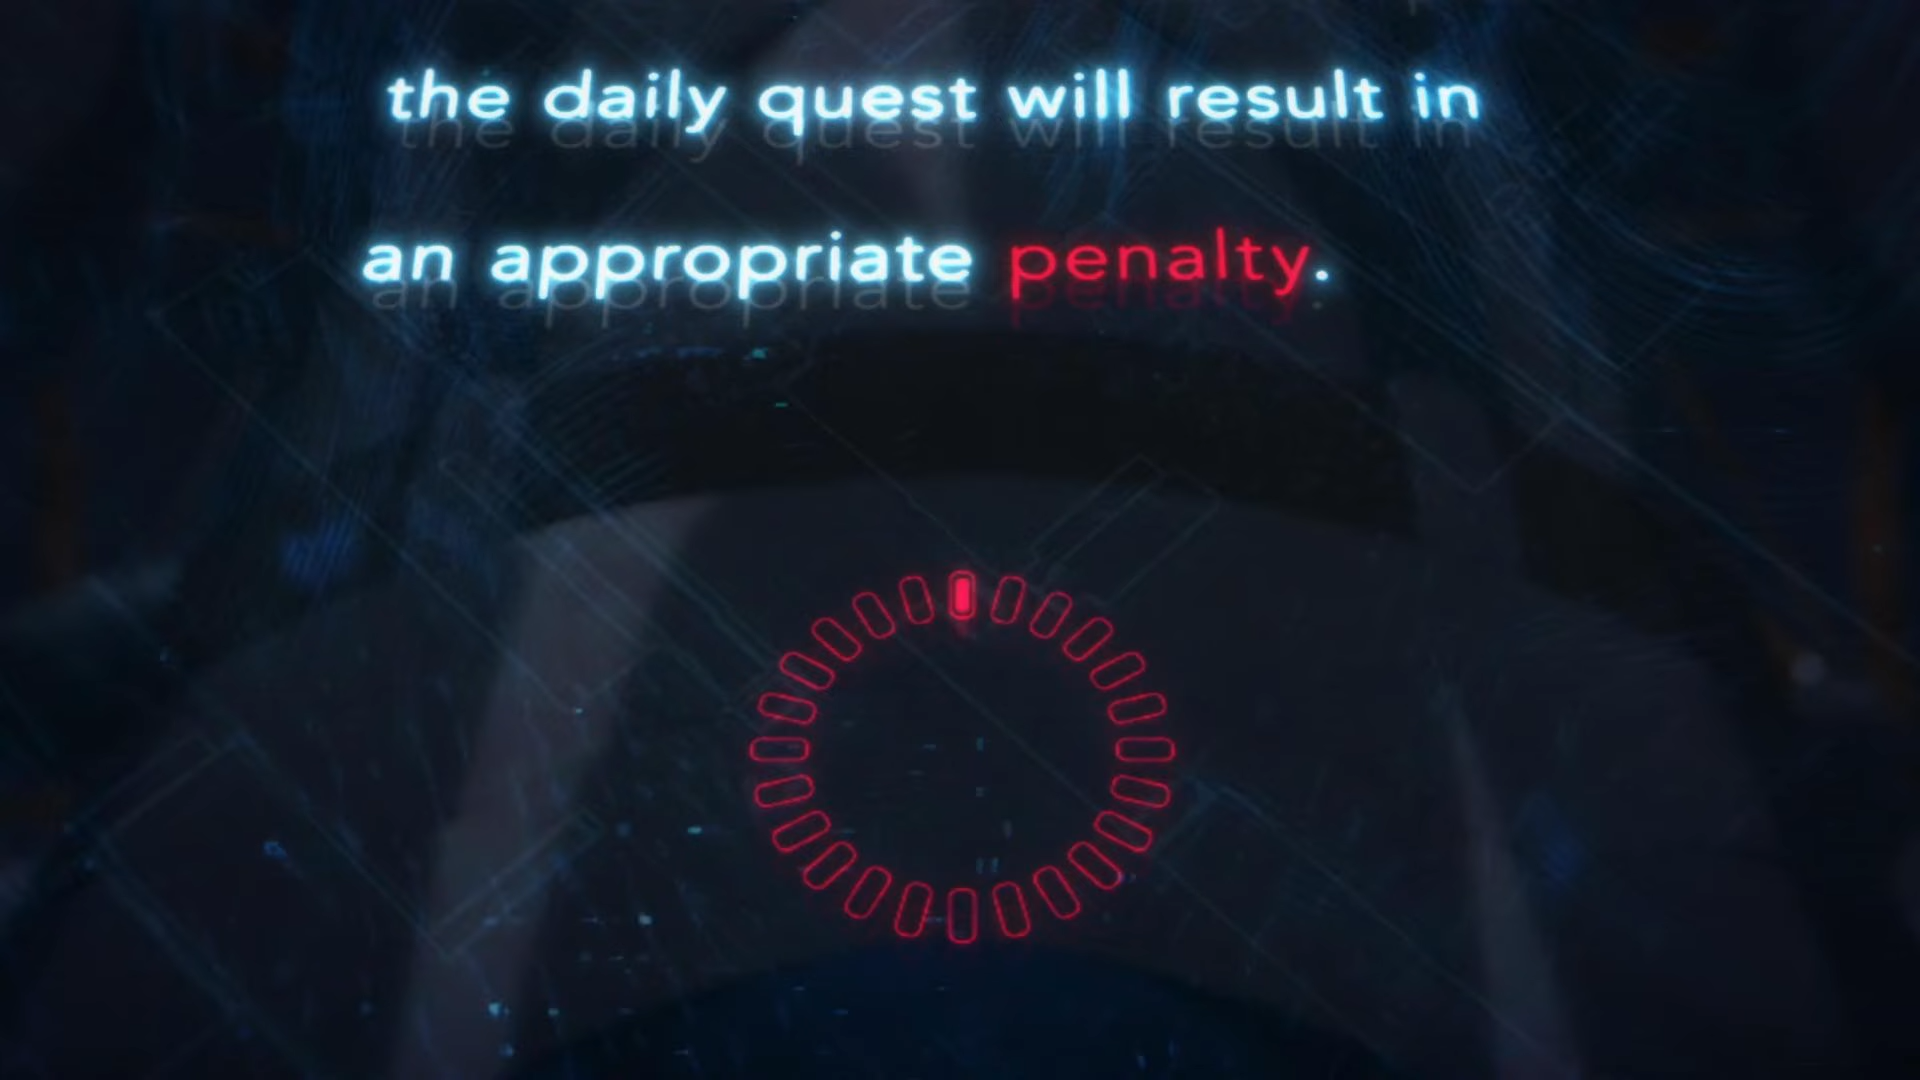 the daily quest will result in
an appropriate penalty.